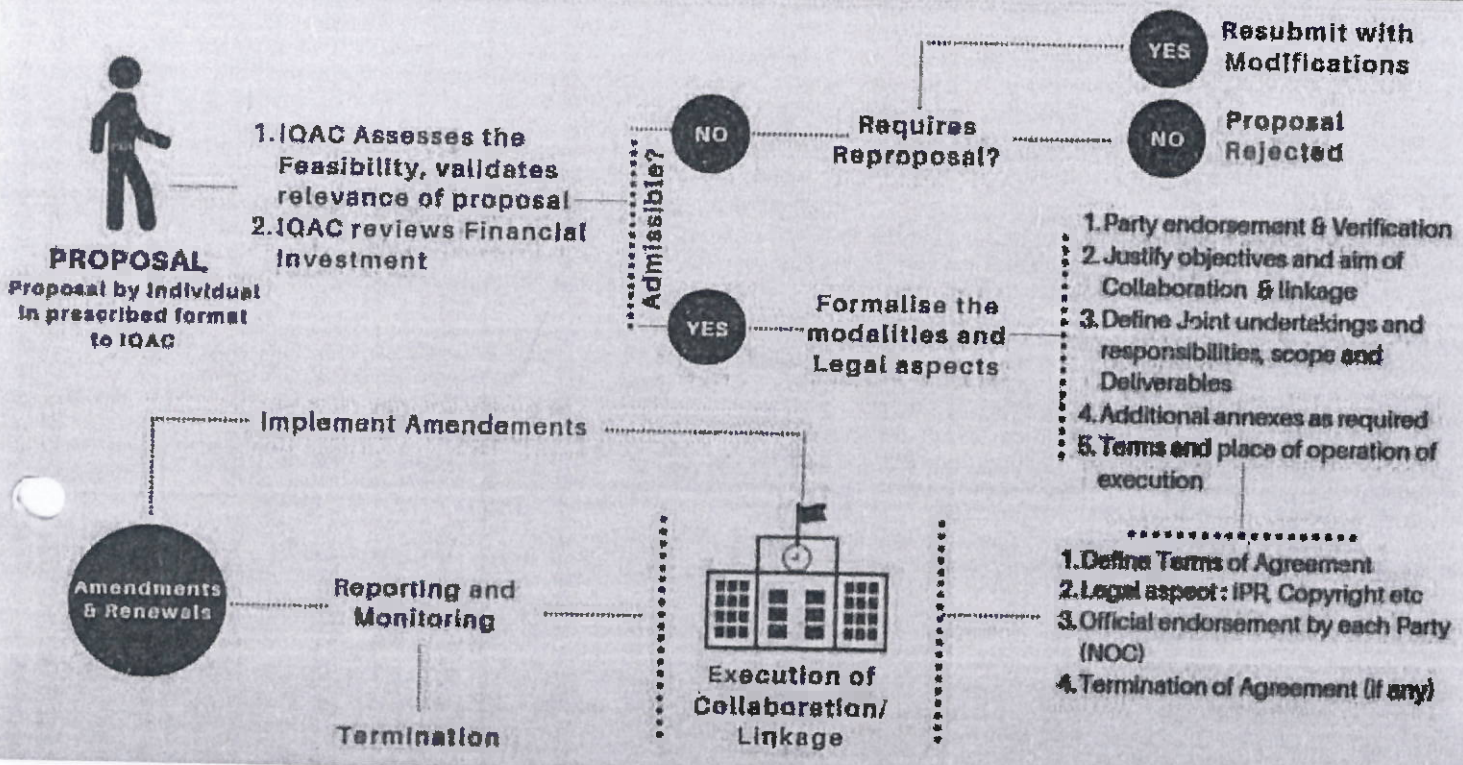 PROPOSAL
Proposal by Individual
in prescribed format
to IQAC
1. IQAC Assesses the
Feasibility, validates
relevance of proposal
2. IQAC reviews Financial
Investment
Admissible?
NO
Requires
Reproposal?
YES
Resubmit with
Modifications
NO
Proposal
Rejected
YES
Formalise the
modalities and
Legal aspects
1. Party endorsement & Verification
2. Justify objectives and aim of
Collaboration & linkage
3. Define Joint undertakings and
responsibilities, scope and
Deliverables
4. Additional annexes as required
5. Terms and place of operation of
execution
1. Define Terms of Agreement
2. Legal aspect : IPR, Copyright etc
3. Official endorsement by each Party
(NOC)
4. Termination of Agreement (if any)
Execution of
Collaboration/
Linkage
Reporting and
Monitoring
Termination
Amendments
& Renewals
Implement Amendements